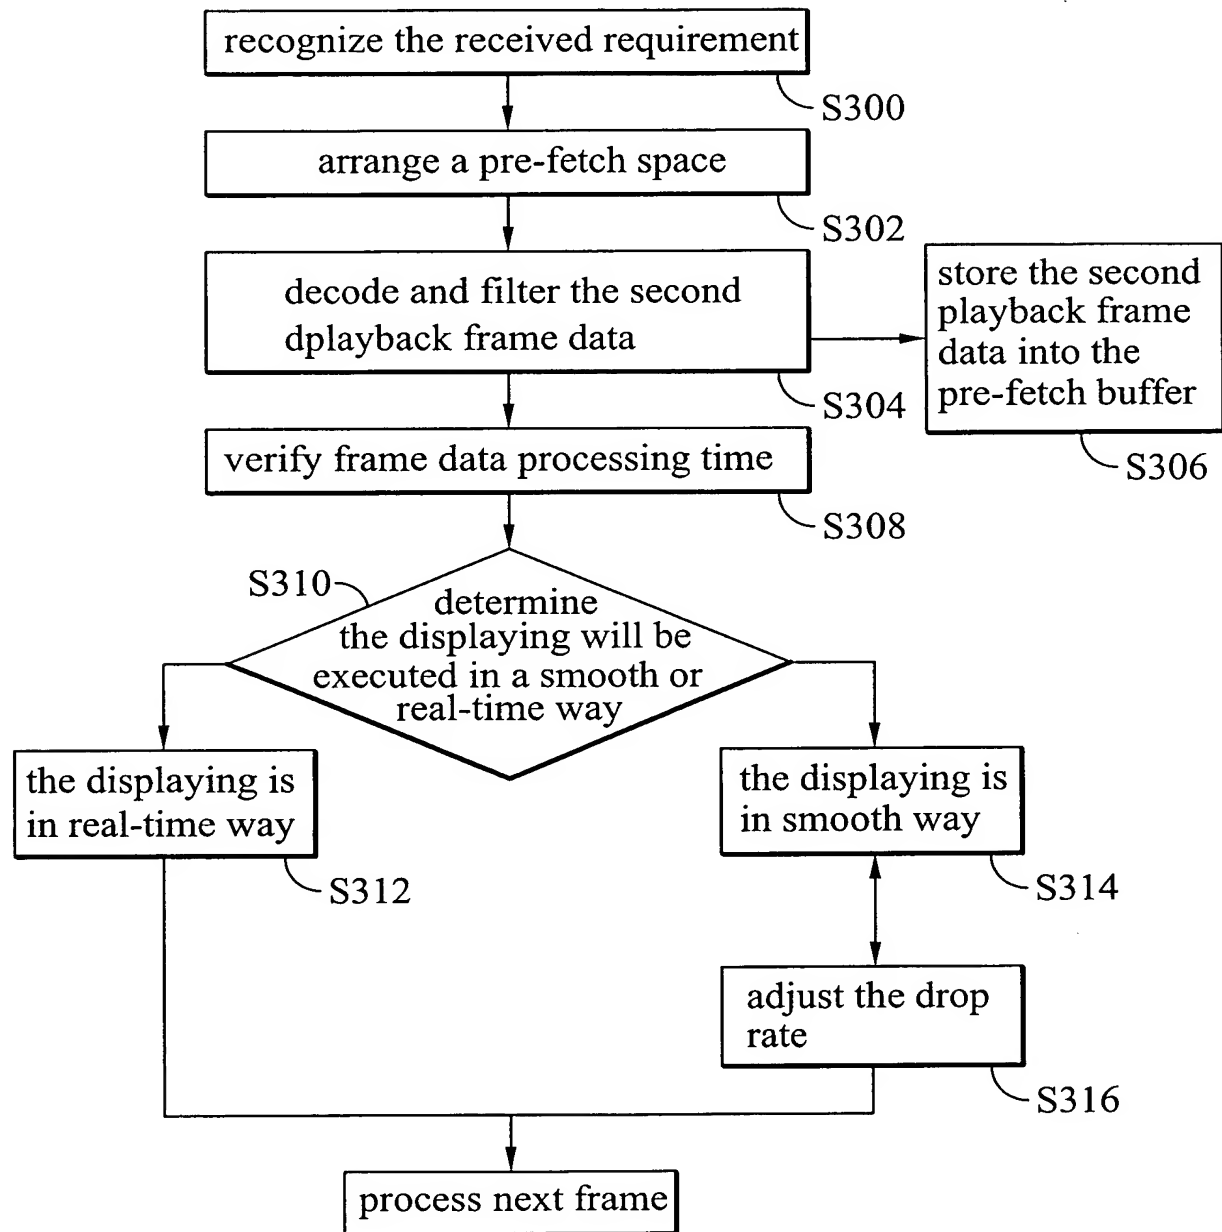 recognize the received requirement
S300
arrange a pre-fetch space
S302
decode and filter the second
dplayback frame data
S304
store the second
playback frame
data into the
pre-fetch buffer
S306
verify frame data processing time
S308
S310
determine
the displaying will be
executed in a smooth or
real-time way
the displaying is
in real-time way
S312
the displaying is
in smooth way
S314
adjust the drop
rate
S316
process next frame